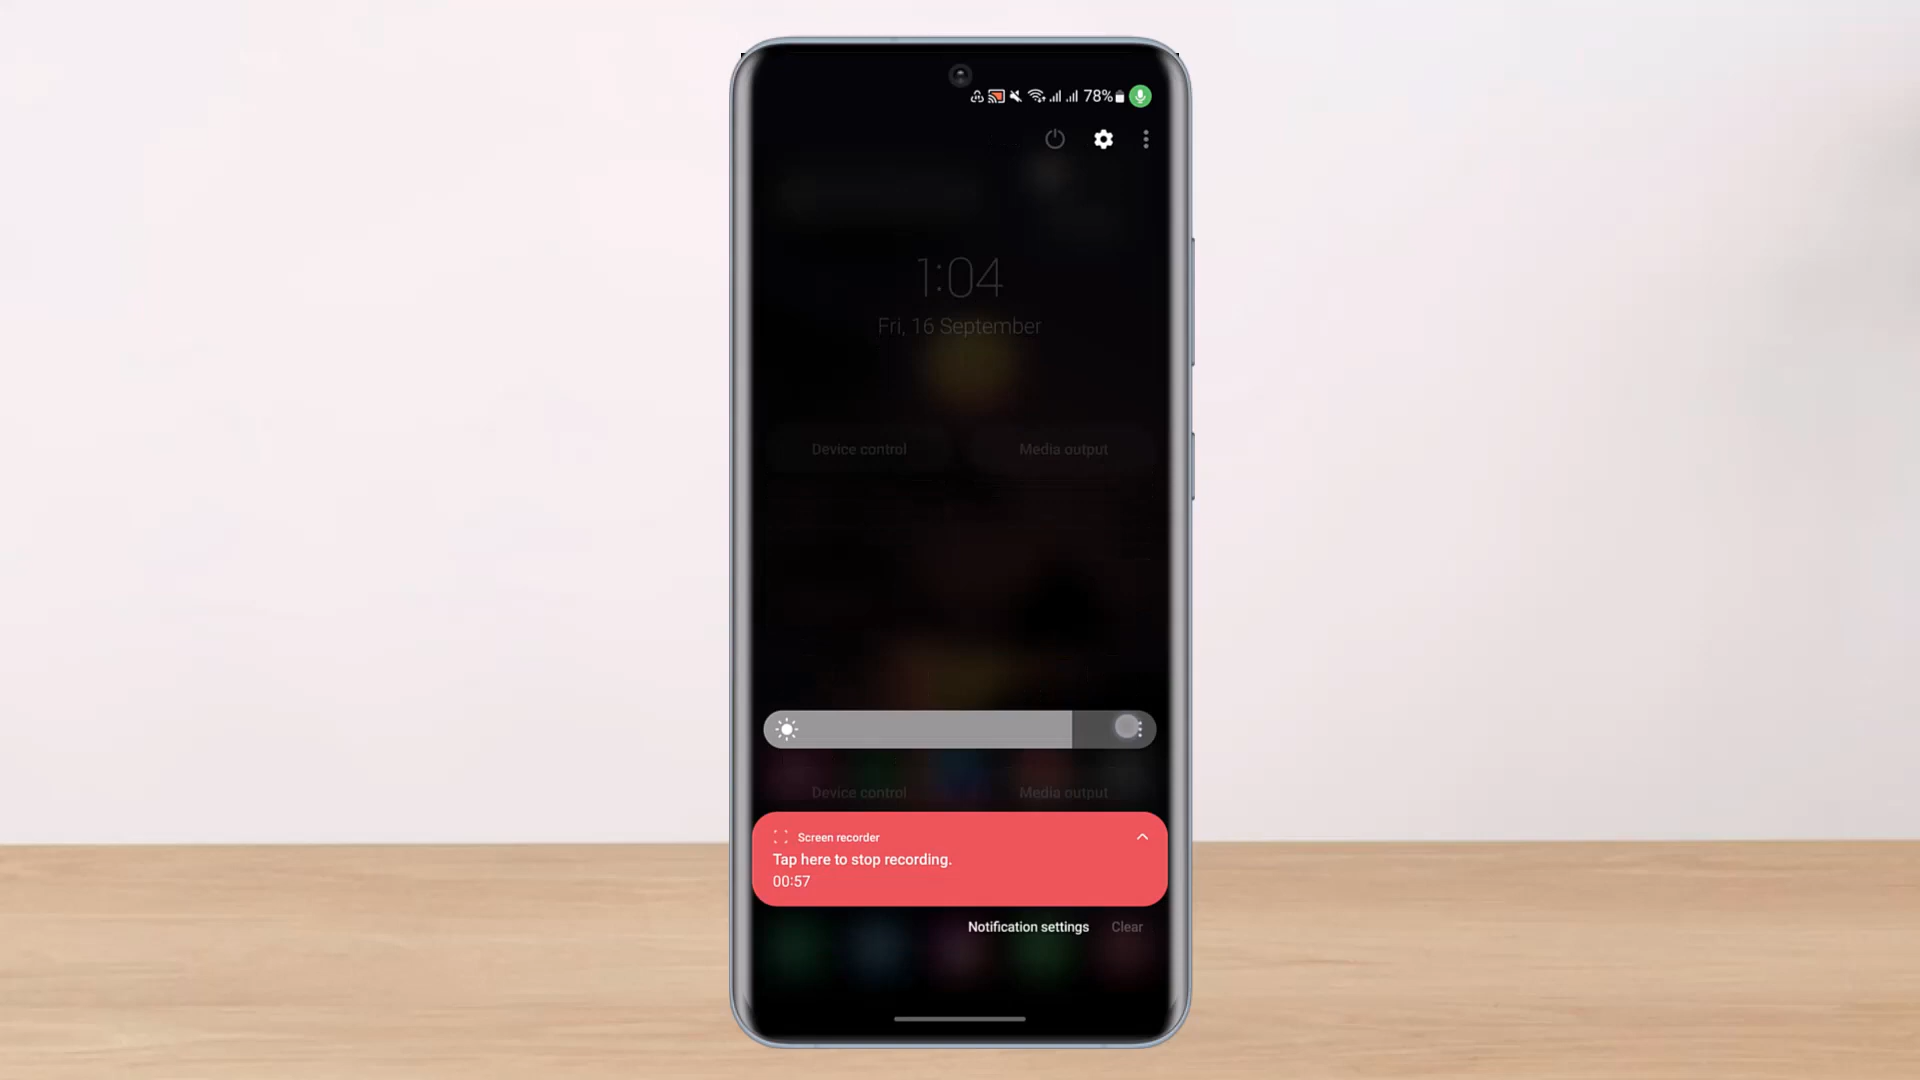 78%
1:04
Fri, 16 September
Device control Media output
Device control Media output
Screen recorder
Tap here to stop recording.
00:57
Notification settings Clear